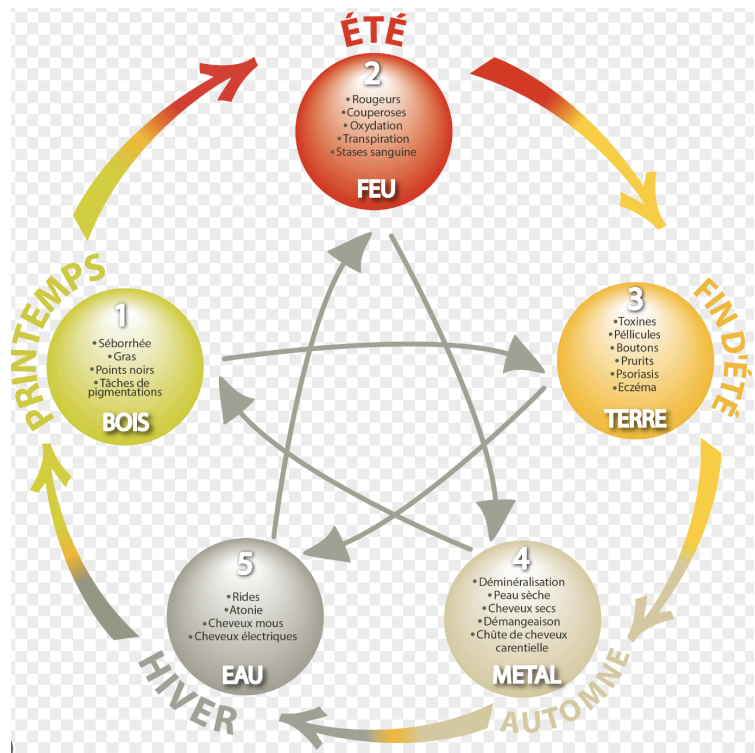 ÉTÉ
2
•Rougeurs
•Couperoses
•Oxydation
•Transpiration
•Stases sanguine
FEU
PRINTEMPS
1
•Séborrhée
•Gras
•Points noirs
•Tâches de
pigmentations
BOIS
FIN D'ÉTÉ
3
•Toxines
•Péllicules
•Boutons
•Prurits
•Psoriasis
•Eczéma
TERRE
5
•Rides
•Atonie
•Cheveux mous
•Cheveux électriques
EAU
HIVER
4
•Déminéralisation
•Peau sèche
•Cheveux secs
•Démangeaison
•Chûte de cheveux
carentielle
METAL
AUTOMNE
)